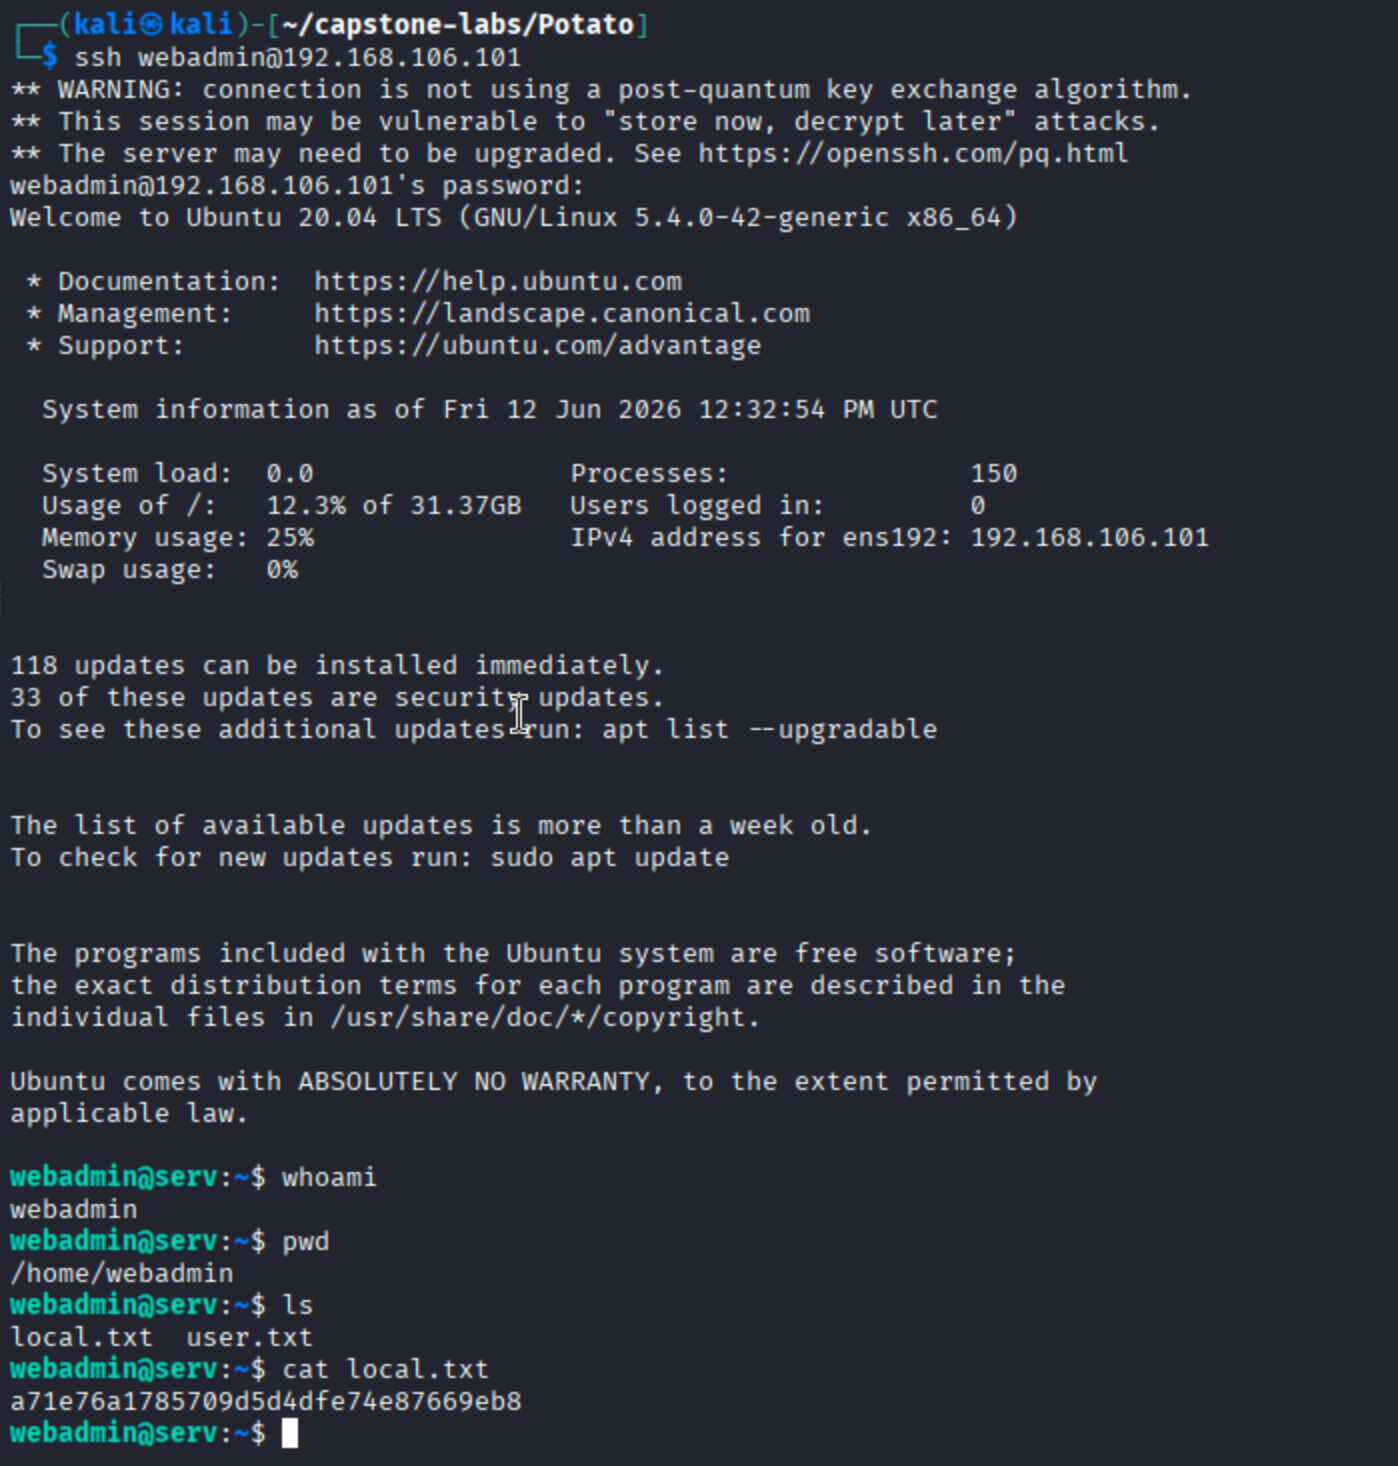 ┌──(kali㉿kali)-[~/capstone-labs/Potato]
└─$ ssh webadmin@192.168.106.101
** WARNING: connection is not using a post-quantum key exchange algorithm.
** This session may be vulnerable to "store now, decrypt later" attacks.
** The server may need to be upgraded. See https://openssh.com/pq.html
webadmin@192.168.106.101's password:
Welcome to Ubuntu 20.04 LTS (GNU/Linux 5.4.0-42-generic x86_64)

 * Documentation:  https://help.ubuntu.com
 * Management:     https://landscape.canonical.com
 * Support:        https://ubuntu.com/advantage

  System information as of Fri 12 Jun 2026 12:32:54 PM UTC

  System load:  0.0                Processes:               150
  Usage of /:   12.3% of 31.37GB   Users logged in:         0
  Memory usage: 25%                IPv4 address for ens192: 192.168.106.101
  Swap usage:   0%

118 updates can be installed immediately.
33 of these updates are security updates.
To see these additional updates run: apt list --upgradable

The list of available updates is more than a week old.
To check for new updates run: sudo apt update

The programs included with the Ubuntu system are free software;
the exact distribution terms for each program are described in the
individual files in /usr/share/doc/*/copyright.

Ubuntu comes with ABSOLUTELY NO WARRANTY, to the extent permitted by
applicable law.

webadmin@serv:~$ whoami
webadmin
webadmin@serv:~$ pwd
/home/webadmin
webadmin@serv:~$ ls
local.txt  user.txt
webadmin@serv:~$ cat local.txt
a71e76a1785709d5d4dfe74e87669eb8
webadmin@serv:~$